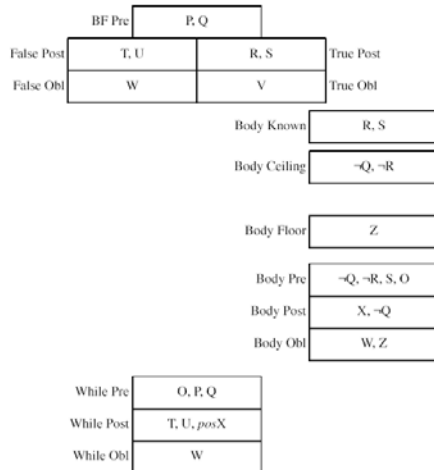 BF Pre P, Q
False Post T, U R, S True Post
False Obl W V True Obl
Body Known R, S
Body Ceiling ¬Q, ¬R
Body Floor Z
Body Pre ¬Q, ¬R, S, O
Body Post X, ¬Q
Body Obl W, Z
While Pre O, P, Q
While Post T, U, posX
While Obl W